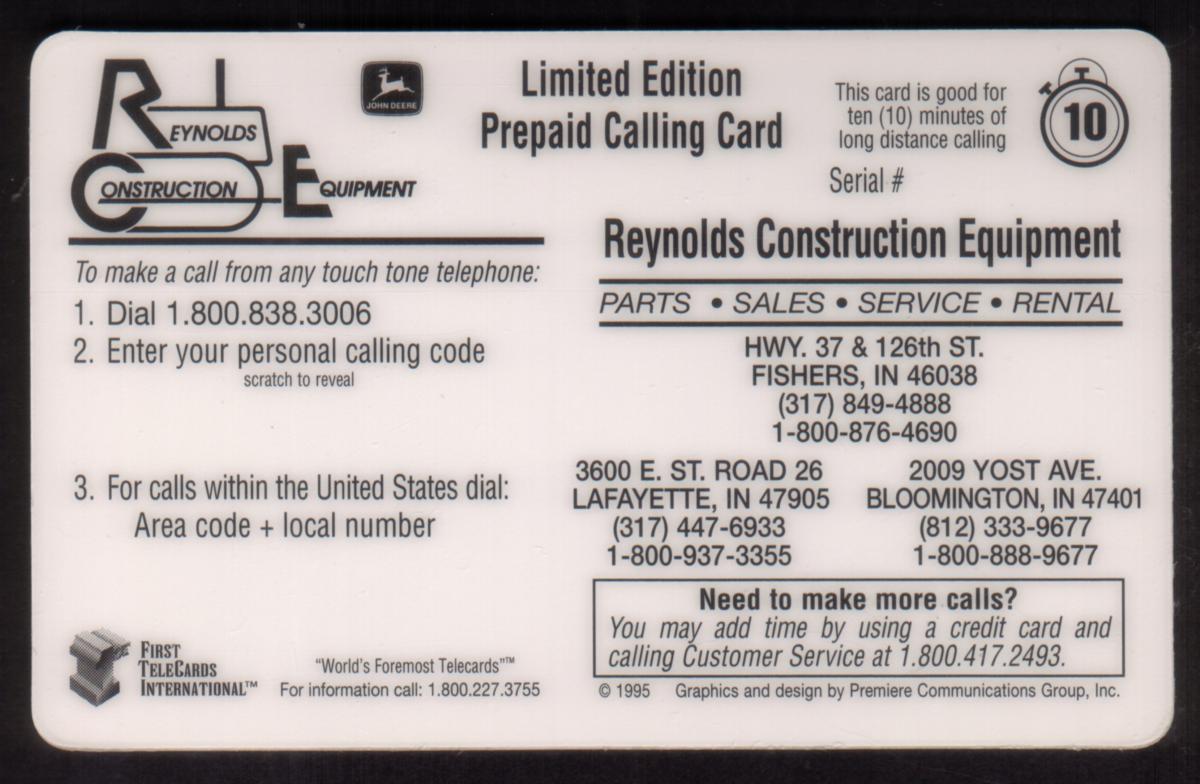 REYNOLDS
CONSTRUCTION EQUIPMENT
JOHN DEERE
Limited Edition
Prepaid Calling Card
This card is good for
ten (10) minutes of
long distance calling
10
Serial #
To make a call from any touch tone telephone:
1. Dial 1.800.838.3006
2. Enter your personal calling code
scratch to reveal
3. For calls within the United States dial:
Area code + local number
FIRST
TELECARDS
INTERNATIONAL™
“World's Foremost Telecards”™
For information call: 1.800.227.3755
Reynolds Construction Equipment
PARTS • SALES • SERVICE • RENTAL
HWY. 37 & 126th ST.
FISHERS, IN 46038
(317) 849-4888
1-800-876-4690
3600 E. ST. ROAD 26
LAFAYETTE, IN 47905
(317) 447-6933
1-800-937-3355
2009 YOST AVE.
BLOOMINGTON, IN 47401
(812) 333-9677
1-800-888-9677
Need to make more calls?
You may add time by using a credit card and
calling Customer Service at 1.800.417.2493.
© 1995 Graphics and design by Premiere Communications Group, Inc.